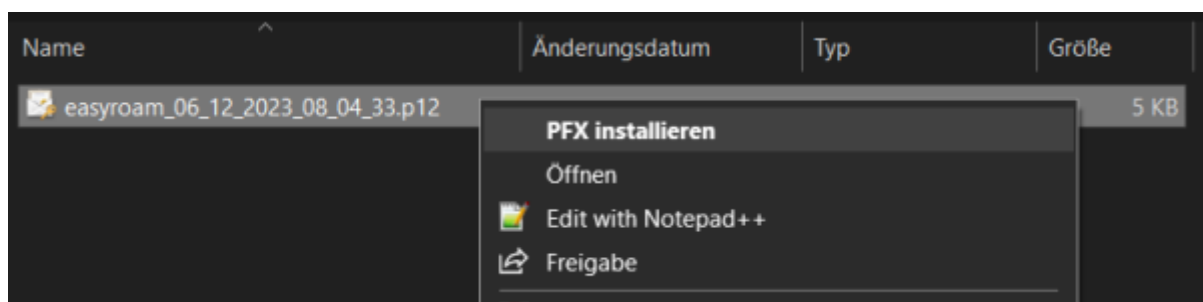 Name Änderungsdatum Typ Größe
easyroam_06_12_2023_08_04_33.p12 5 KB
PFX installieren
Öffnen
Edit with Notepad++
Freigabe